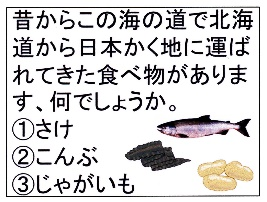 昔からこの海の道で北海
道から日本かく地に運ば
れてきた食べ物がありま
す、何でしょうか。
①さけ
②こんぶ
③じゃがいも